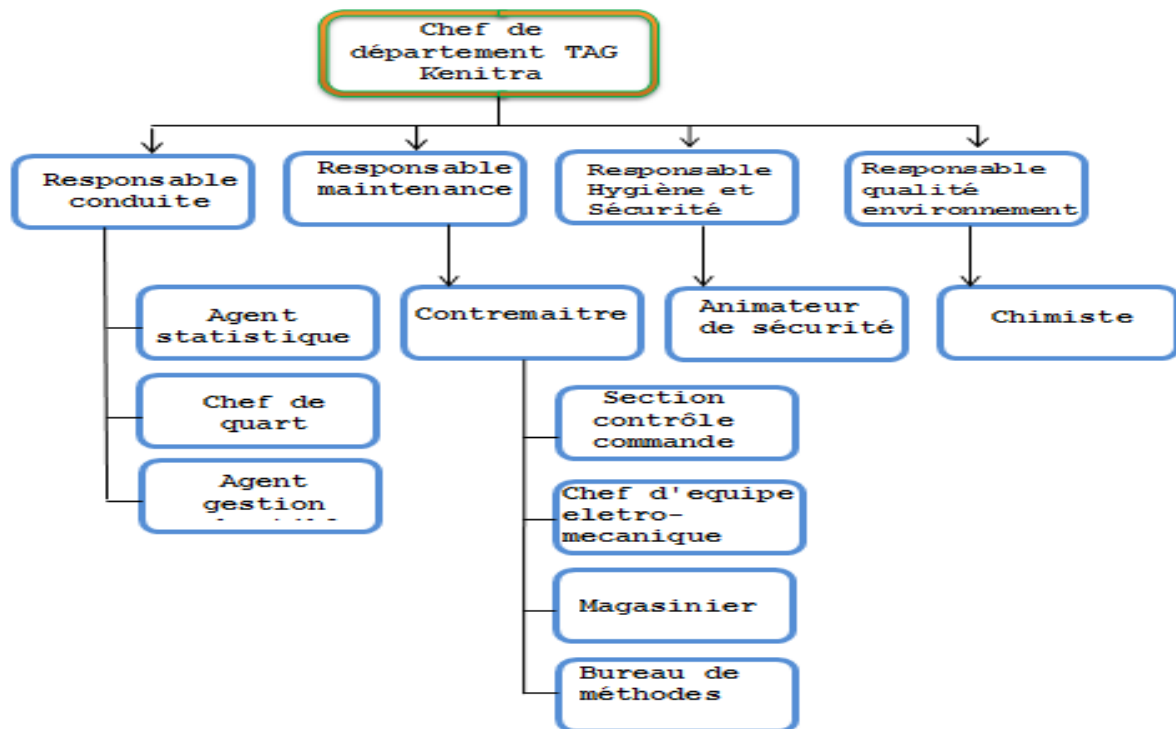 Chef de
département TAG
Kenitra
Responsable
conduite
Responsable
maintenance
Responsable
Hygiène et
Sécurité
Responsable
qualité
environnement
Agent
statistique
Chef de
quart
Agent
gestion
Contremaitre
Section
contrôle
commande
Chef d'equipe
eletro-
mecanique
Magasinier
Bureau de
méthodes
Animateur
de sécurité
Chimiste